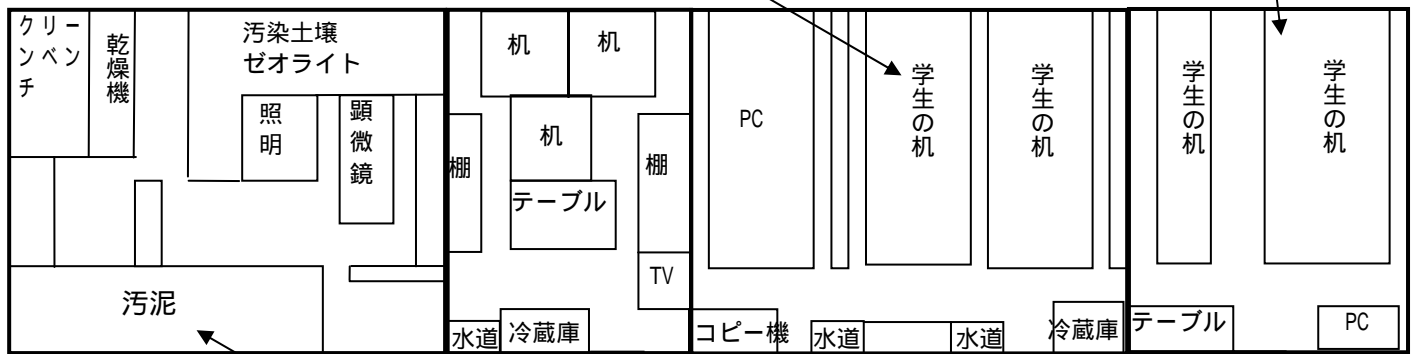 クリー
ンベン
チ
乾燥機
汚染土壌
ゼオライト
照明
顕微鏡
汚泥
机
机
机
棚
棚
テーブル
TV
水道
冷蔵庫
PC
学生の机
学生の机
コピー機
水道
水道
冷蔵庫
学生の机
学生の机
テーブル
PC